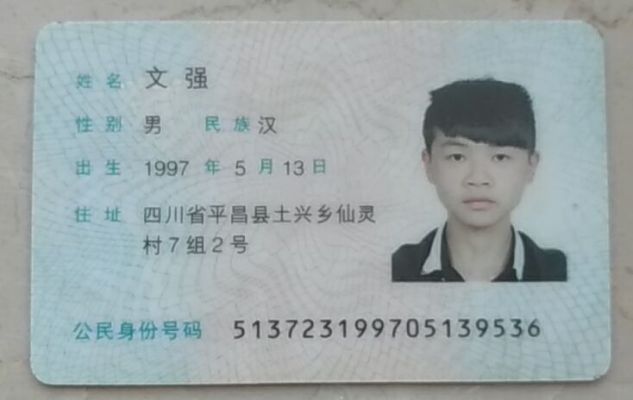 姓名 文强
性别 男 民族 汉
出生 1997 年 5 月 13 日
住址 四川省平昌县土兴乡仙灵
村7组2号
公民身份号码 513723199705139536